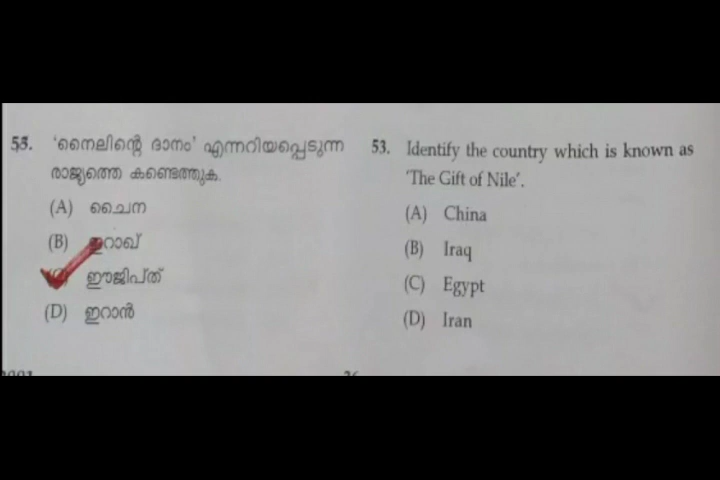 53. 'നൈലിന്റെ ദാനം' എന്നറിയപ്പെടുന്ന
രാജ്യത്തെ കണ്ടെത്തുക.
(A) ചൈന
(B) ഇറാഖ്
ഈജിപ്ത്
(D) ഇറാൻ
53. Identify the country which is known as
'The Gift of Nile'.
(A) China
(B) Iraq
(C) Egypt
(D) Iran